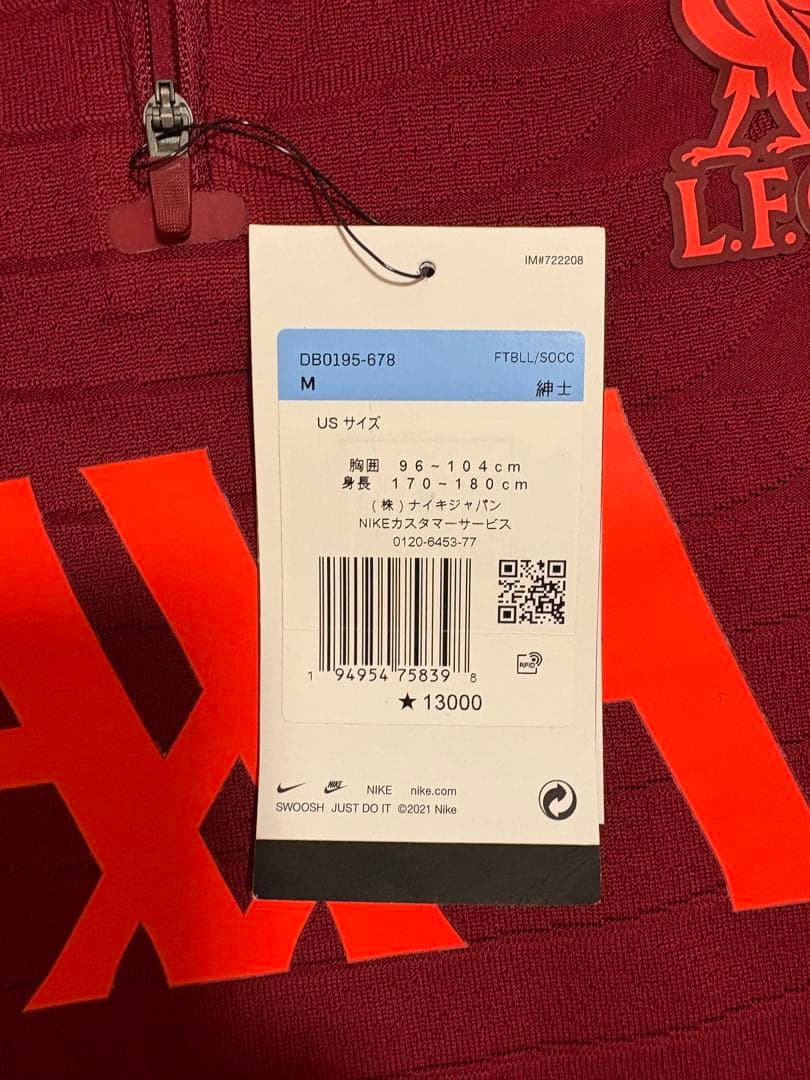 L.F.
IM#722208
DB0195-678 FTBLL/SOCC
M 紳士
US サイズ
胸囲 96~104cm
身長 170~180cm
(株)ナイキジャパン
NIKEカスタマーサービス
0120-6453-77
RFID
1 94954 75839 8
★13000
NIKE NIKE nike.com
SWOOSH JUST DO IT ©2021 Nike